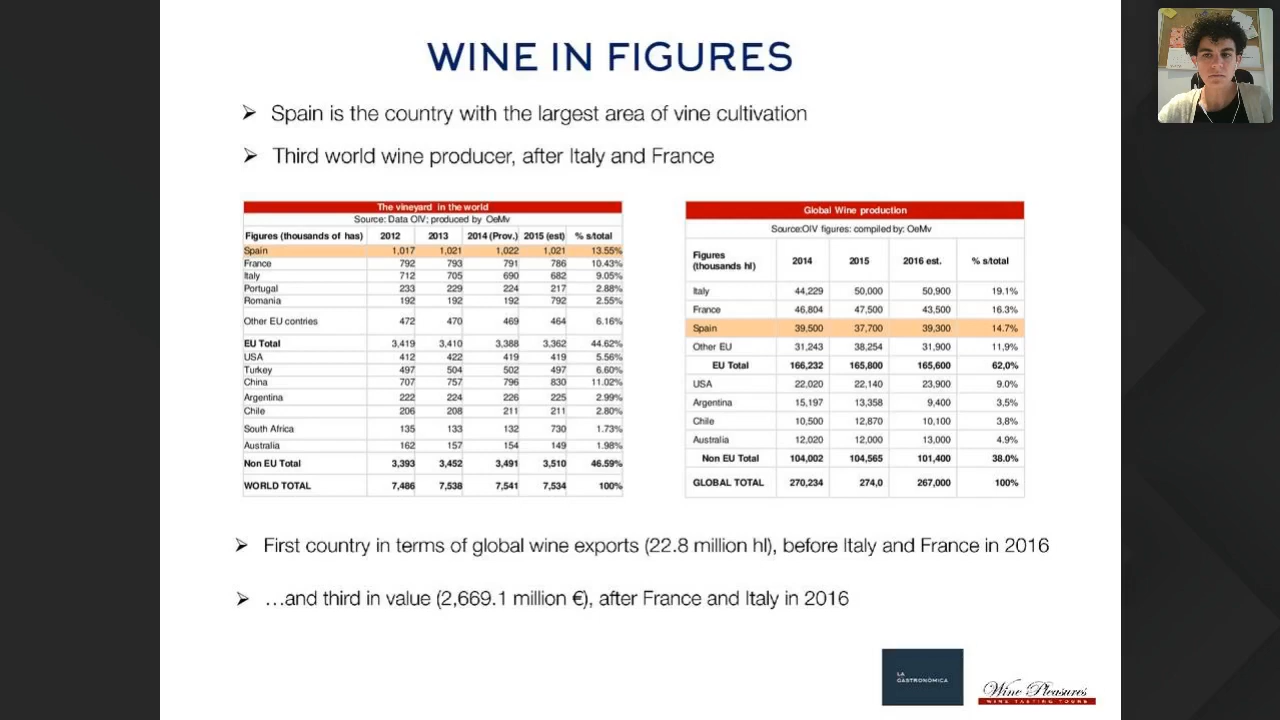 WINE IN FIGURES
Spain is the country with the largest area of vine cultivation
Third world wine producer, after Italy and France
The vineyard in the world
Source: Data OIV; produced by OeMv
Figures (thousands of has) 2012 2013 2014 (Prov.) 2015 (est) % s/total
Spain 1,017 1,021 1,022 1,021 13.55%
France 792 793 791 786 10.43%
Italy 712 705 690 682 9.05%
Portugal 233 229 224 217 2.88%
Romania 192 192 192 792 2.55%
Other EU contries 472 470 469 464 6.16%
EU Total 3,419 3,410 3,388 3,362 44.62%
USA 412 422 419 419 5.56%
Turkey 497 504 502 497 6.60%
China 707 757 796 830 11.02%
Argentina 222 224 226 225 2.99%
Chile 206 208 211 211 2.80%
South Africa 135 133 132 730 1.73%
Australia 162 157 154 149 1.98%
Non EU Total 3,393 3,452 3,491 3,510 46.59%
WORLD TOTAL 7,486 7,538 7,541 7,534 100%
Global Wine production
Source:OIV figures: compiled by: OeMv
Figures (thousands hl) 2014 2015 2016 est. % s/total
Italy 44,229 50,000 50,900 19.1%
France 46,804 47,500 43,500 16.3%
Spain 39,500 37,700 39,300 14.7%
Other EU 31,243 38,254 31,900 11,9%
EU Total 166,232 165,800 165,600 62,0%
USA 22,020 22,140 23,900 9.0%
Argentina 15,197 13,358 9,400 3,5%
Chile 10,500 12,870 10,100 3,8%
Australia 12,020 12,000 13,000 4.9%
Non EU Total 104,002 104,565 101,400 38.0%
GLOBAL TOTAL 270,234 274,0 267,000 100%
First country in terms of global wine exports (22.8 million hl), before Italy and France in 2016
…and third in value (2,669.1 million €), after France and Italy in 2016
LA
GASTRONÒMICA
Wine Pleasures
WINE TASTING TOURS